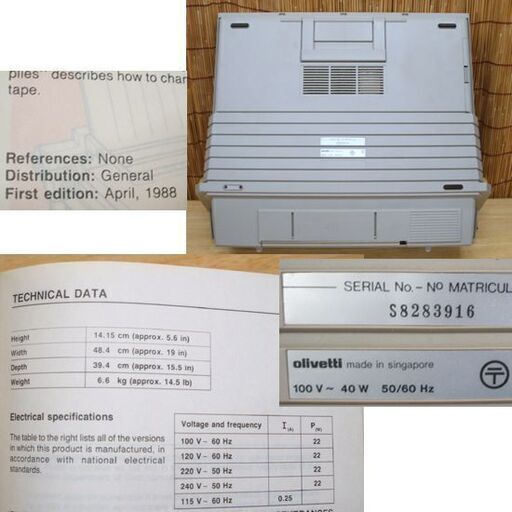 plies" describes how to chan
tape.
References: None
Distribution: General
First edition: April, 1988
TECHNICAL DATA
Height 14.15 cm (approx. 5.6 in)
Width 48.4 cm (approx. 19 in)
Depth 39.4 cm (approx. 15.5 in)
Weight 6.6 kg (approx. 14.5 lb)
Electrical specifications
The table to the right lists all of the versions
in which this product is manufactured, in
accordance with national electrical
standards.
Voltage and frequency I(A) P(W)
100 V~ 60 Hz 22
120 V~ 60 Hz 22
220 V~ 50 Hz 22
240 V~ 50 Hz 22
115 V~ 60 Hz 0.25
SERIAL No. - Nº MATRICUL
S8283916
olivetti made in singapore
100 V~ 40 W 50/60 Hz